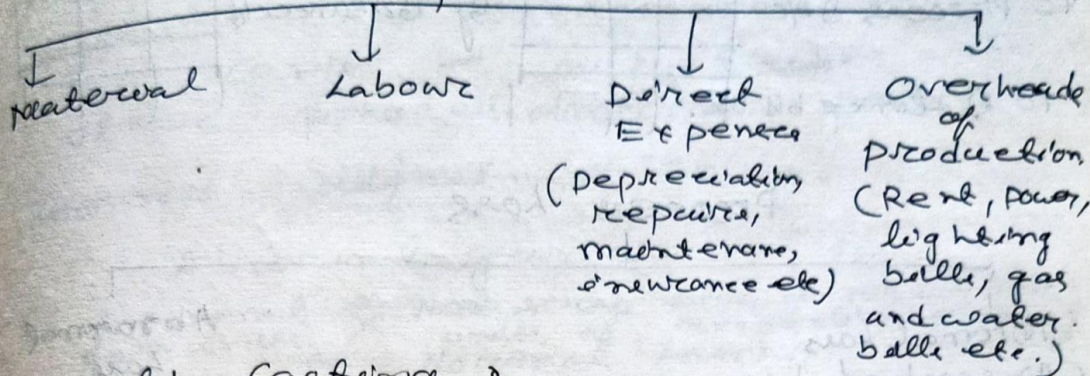 Material
Labour
Direct
Expenses
(Depreciation,
repairs,
maintenance,
insurance etc)
Overheads
of
production
(Rent, power,
lighting
bills, gas
and water
bills etc.)